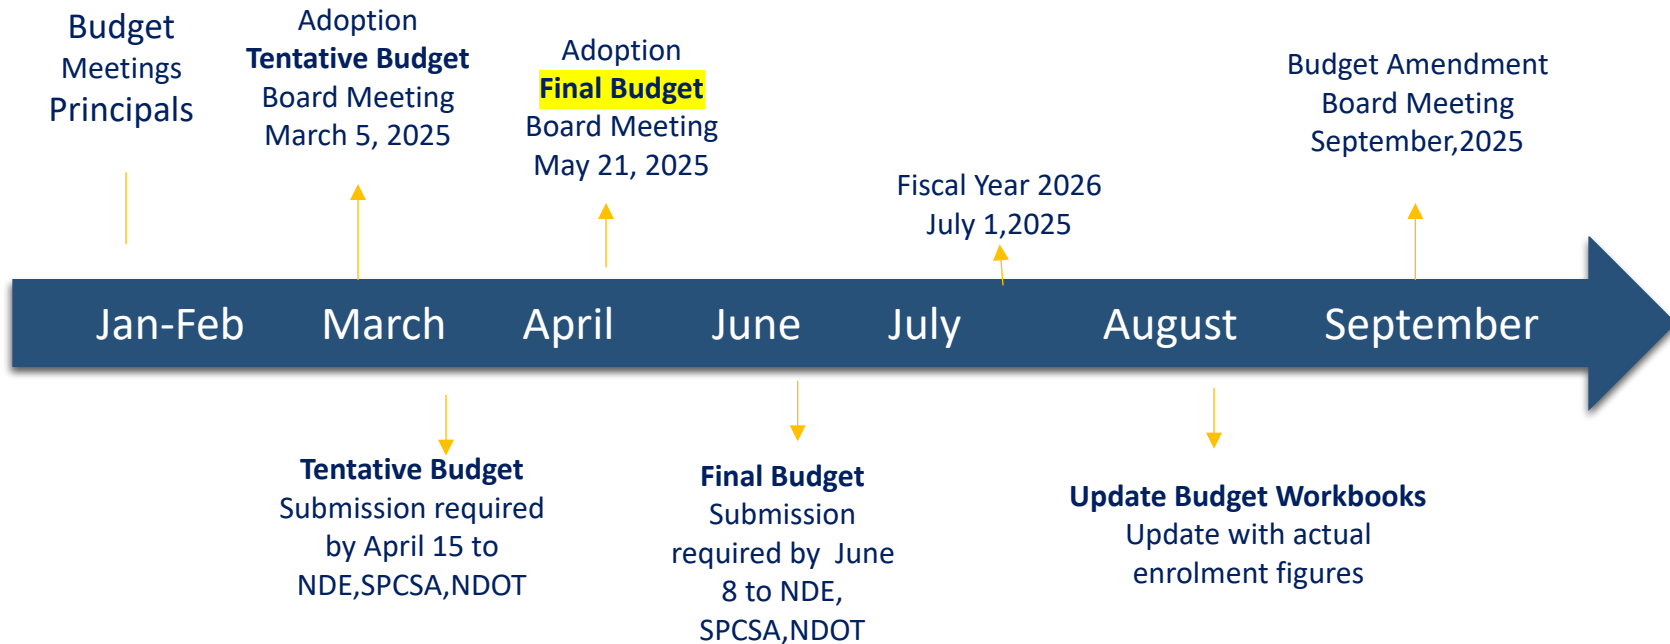 Budget
Meetings
Principals
Adoption
Tentative Budget
Board Meeting
March 5, 2025
Adoption
Final Budget
Board Meeting
May 21, 2025
Fiscal Year 2026
July 1,2025
Budget Amendment
Board Meeting
September,2025
Jan-Feb
March
April
June
July
August
September
Tentative Budget
Submission required
by April 15 to
NDE,SPCSA,NDOT
Final Budget
Submission
required by June
8 to NDE,
SPCSA,NDOT
Update Budget Workbooks
Update with actual
enrolment figures